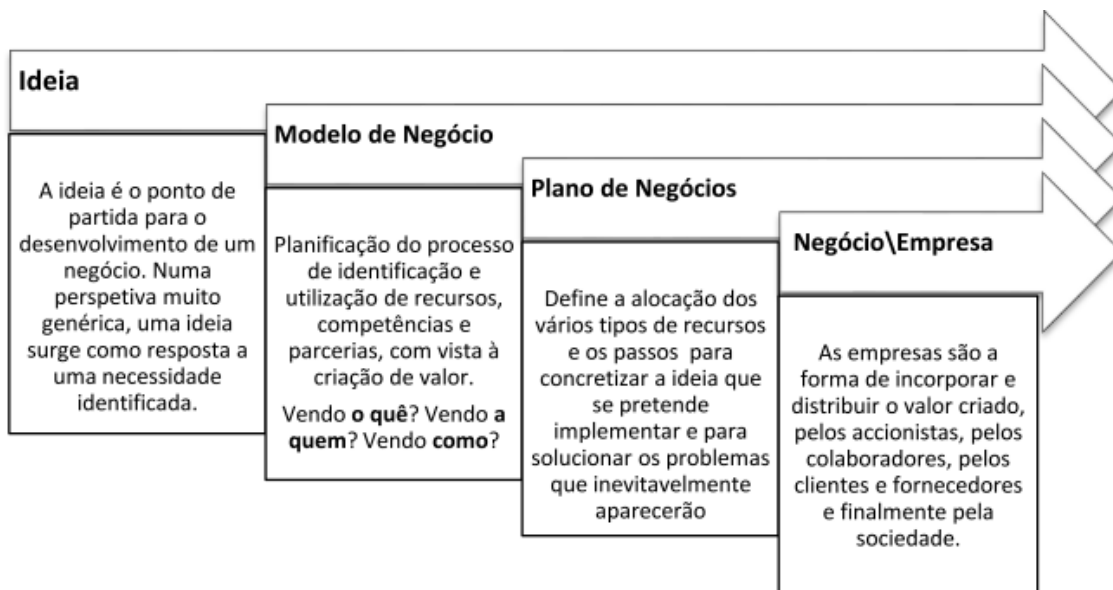 Ideia
A ideia é o ponto de
partida para o
desenvolvimento de um
negócio. Numa
perspetiva muito
genérica, uma ideia
surge como resposta a
uma necessidade
identificada.
Modelo de Negócio
Planificação do processo
de identificação e
utilização de recursos,
competências e
parcerias, com vista à
criação de valor.
Vendo o quê? Vendo a
quem? Vendo como?
Plano de Negócios
Define a alocação dos
vários tipos de recursos
e os passos para
concretizar a ideia que
se pretende
implementar e para
solucionar os problemas
que inevitavelmente
aparecerão
Negócio\Empresa
As empresas são a
forma de incorporar e
distribuir o valor criado,
pelos accionistas, pelos
colaboradores, pelos
clientes e fornecedores
e finalmente pela
sociedade.